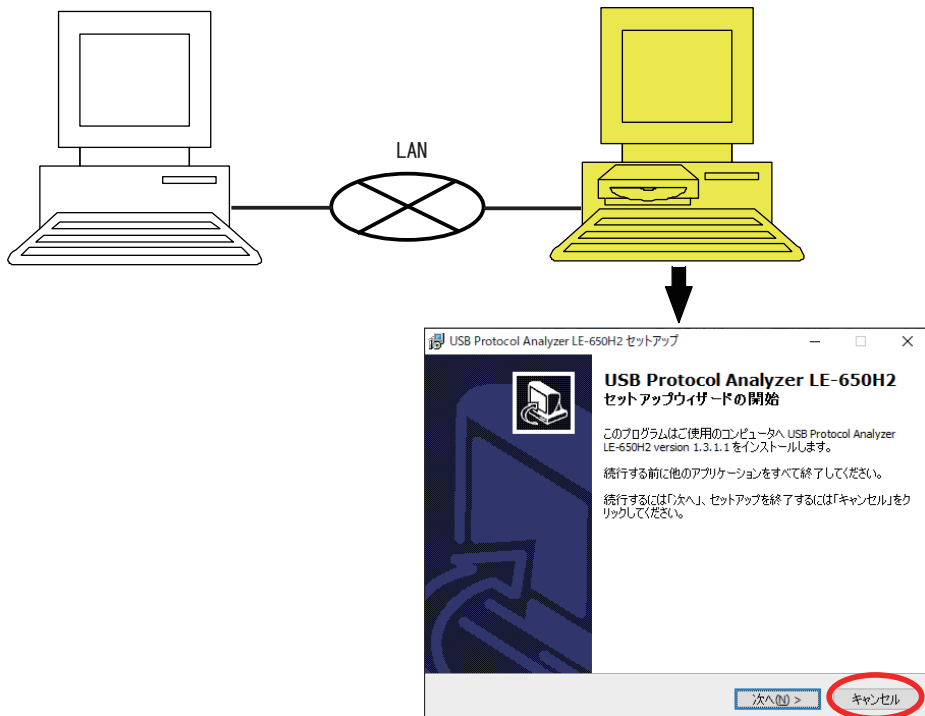 LAN
USB Protocol Analyzer LE-650H2 セットアップ
USB Protocol Analyzer LE-650H2
セットアップウィザードの開始
このプログラムはご使用のコンピュータへ USB Protocol Analyzer
LE-650H2 version 1.3.1.1 をインストールします。
続行する前に他のアプリケーションをすべて終了してください。
続行するには「次へ」、セットアップを終了するには「キャンセル」をク
リックしてください。
次へ(N) >
キャンセル